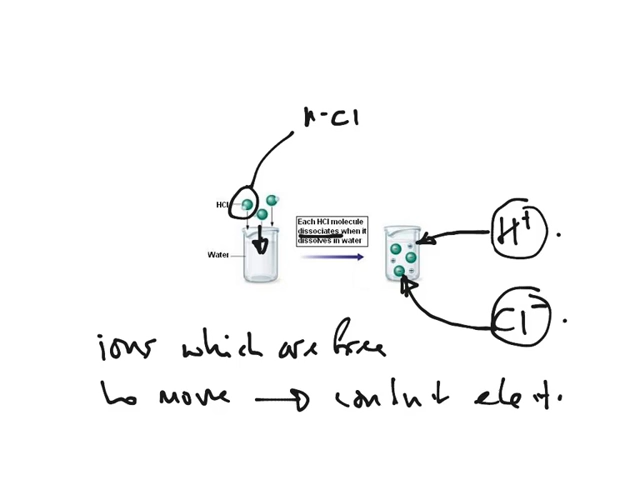 H-Cl
HCl
Each HCl molecule
dissociates when it
dissolves in water
Water
H+
Cl-
ions which are free
to move → conduct elect.